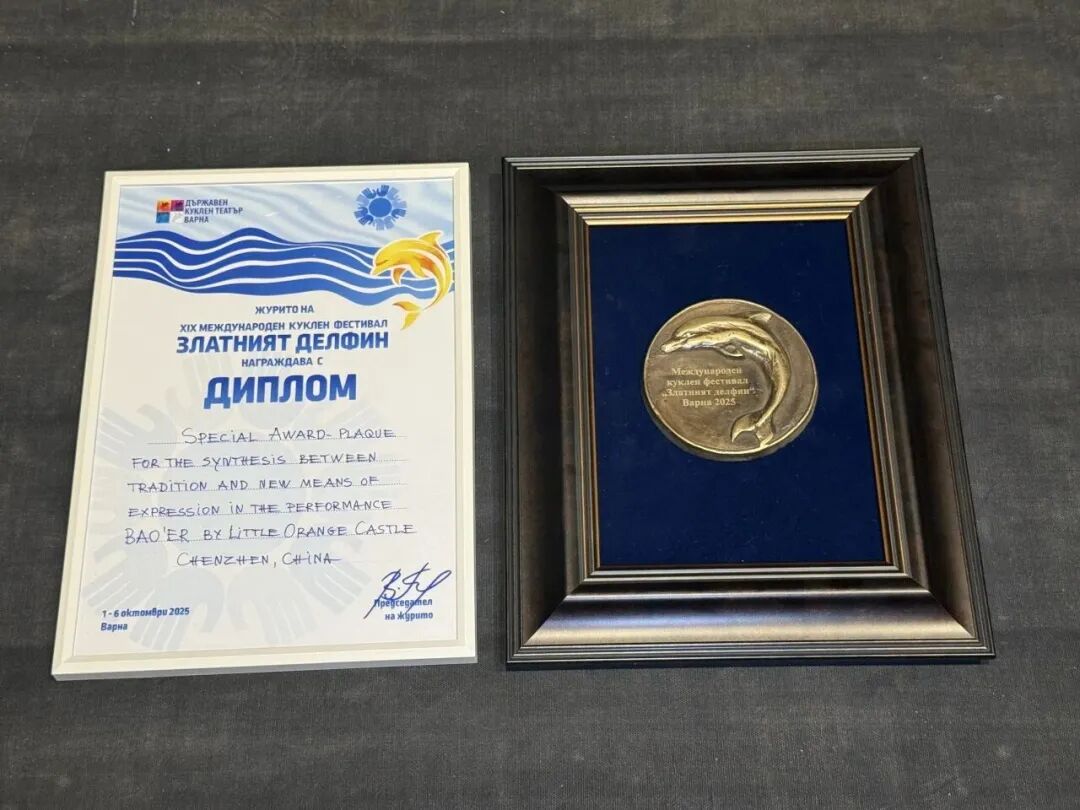 ДЪРЖАВЕН
КУКЛЕН ТЕАТЪР
ВАРНА
ЖУРИТО НА
XIX МЕЖДУНАРОДЕН КУКЛЕН ФЕСТИВАЛ
ЗЛАТНИЯТ ДЕЛФИН
НАГРАЖДАВА С
ДИПЛОМ
SPECIAL AWARD-PLAQUE
FOR THE SYNTHESIS BETWEEN
TRADITION AND NEW MEANS OF
EXPRESSION IN THE PERFORMANCE
BAO'ER BY LITTLE ORANGE CASTLE
CHENZHEN, CHINA
Председател
на журито
1 - 6 октомври 2025
Варна
Международен
куклен фестивал
„Златният делфин“
Варна 2025